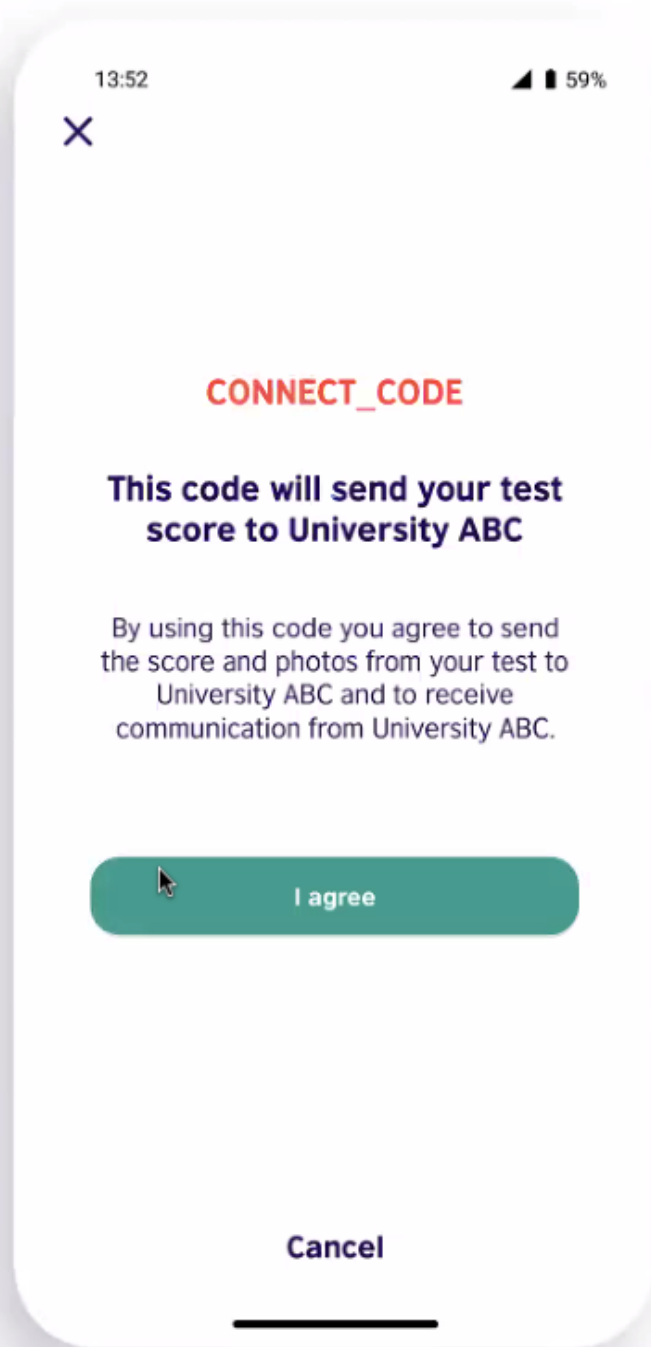 13:52 59%
CONNECT_CODE
This code will send your test
score to University ABC
By using this code you agree to send
the score and photos from your test to
University ABC and to receive
communication from University ABC.
I agree
Cancel